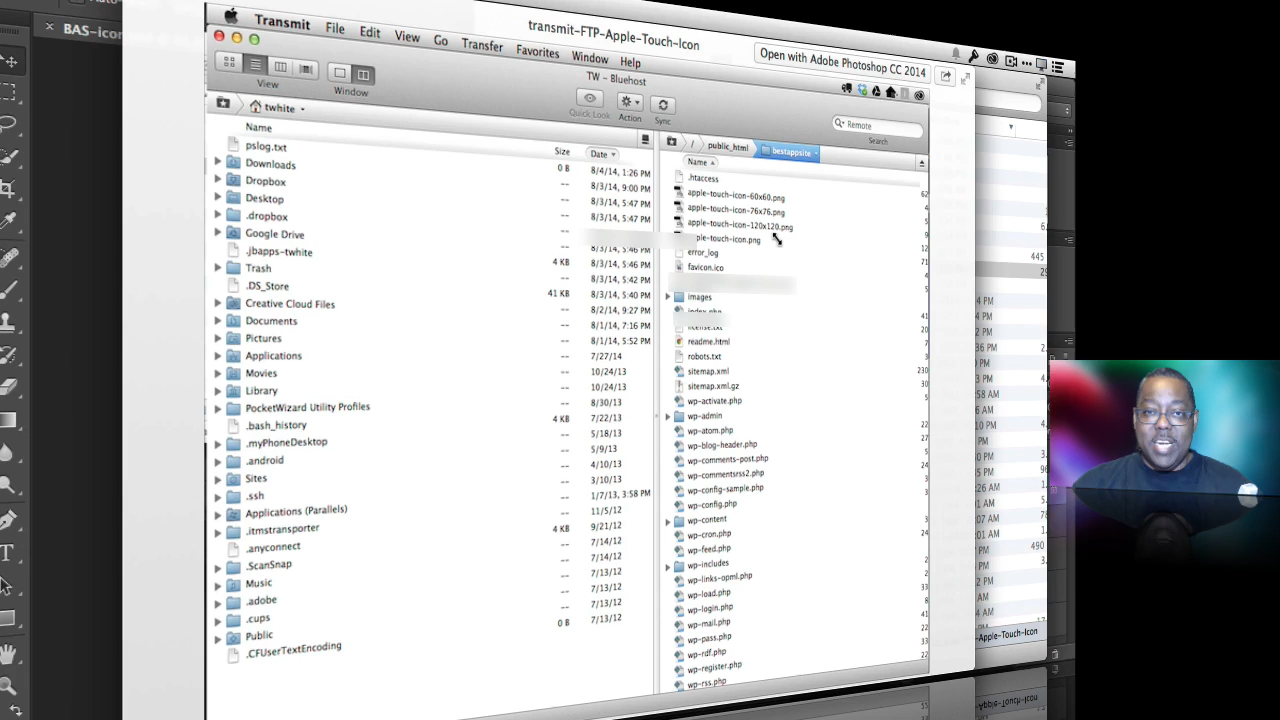 BAS-icon
Transmit File Edit View Go Transfer Favorites Window Help
transmit-FTP-Apple-Touch-Icon
Open with Adobe Photoshop CC 2014
TW - Bluehost
View
Window
Quick Look
Action
Sync
Remote
Search
twhite
/ public_html bestappsite
Name Size Date
pslog.txt 0 B 8/4/14, 1:26 PM
Downloads -- 8/3/14, 9:00 PM
Dropbox -- 8/3/14, 5:47 PM
Desktop -- 8/3/14, 5:47 PM
.dropbox
Google Drive -- 8/3/14, 5:46 PM
.jbapps-twhite 4 KB 8/3/14, 5:46 PM
Trash -- 8/3/14, 5:42 PM
.DS_Store 41 KB 8/3/14, 5:40 PM
Creative Cloud Files -- 8/2/14, 9:27 PM
Documents -- 8/1/14, 7:16 PM
Pictures -- 8/1/14, 5:52 PM
Applications -- 7/27/14
Movies -- 10/24/13
Library -- 10/24/13
PocketWizard Utility Profiles -- 8/30/13
.bash_history 4 KB 7/22/13
.myPhoneDesktop -- 5/18/13
.android -- 5/9/13
Sites -- 4/10/13
.ssh -- 3/10/13
Applications (Parallels) -- 1/7/13, 3:58 PM
.itmstransporter -- 11/5/12
.anyconnect 4 KB 9/21/12
.ScanSnap -- 7/14/12
Music -- 7/14/12
.adobe -- 7/13/12
.cups -- 7/13/12
Public -- 7/13/12
.CFUserTextEncoding 0 B 7/13/12
Name
.htaccess
apple-touch-icon-60x60.png
apple-touch-icon-76x76.png
apple-touch-icon-120x120.png
ple-touch-icon.png
error_log
favicon.ico
images
index.php
license.txt
readme.html
robots.txt
sitemap.xml 230
sitemap.xml.gz
wp-activate.php
wp-admin
wp-atom.php
wp-blog-header.php
wp-comments-post.php
wp-commentsrss2.php
wp-config-sample.php
wp-config.php
wp-content
wp-cron.php
wp-feed.php
wp-includes
wp-links-opml.php
wp-load.php
wp-login.php
wp-mail.php
wp-pass.php
wp-rdf.php
wp-register.php
wp-rss.php
445
490
-Apple-Touch-Icon